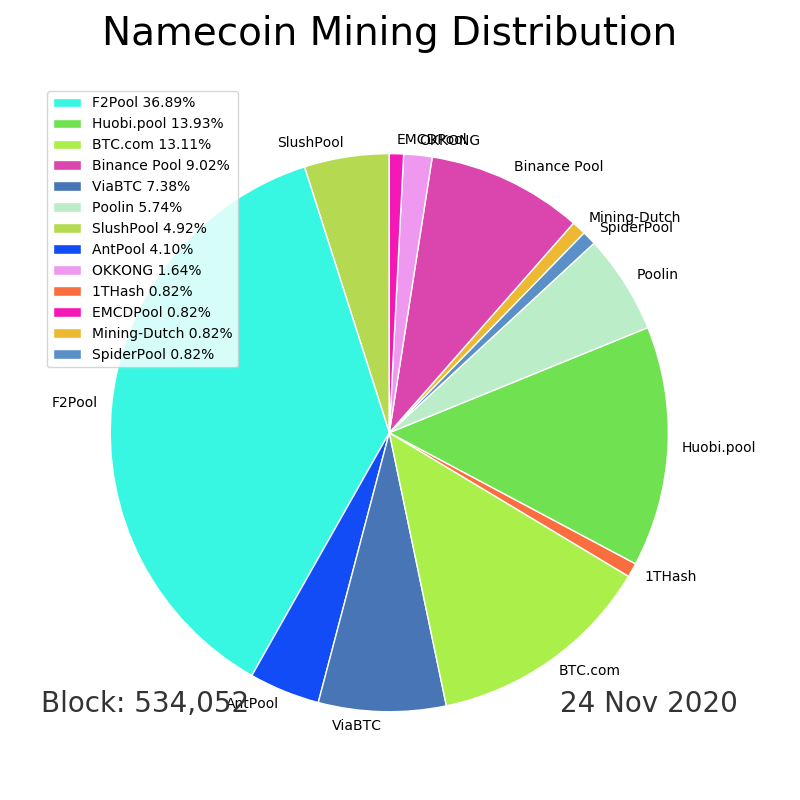 Namecoin Mining Distribution
F2Pool 36.89%
Huobi.pool 13.93%
BTC.com 13.11%
Binance Pool 9.02%
ViaBTC 7.38%
Poolin 5.74%
SlushPool 4.92%
AntPool 4.10%
OKKONG 1.64%
1THash 0.82%
EMCDPool 0.82%
Mining-Dutch 0.82%
SpiderPool 0.82%
SlushPool
EMCDPool
OKKONG
Binance Pool
Mining-Dutch
SpiderPool
Poolin
F2Pool
Huobi.pool
1THash
BTC.com
AntPool
ViaBTC
Block: 534,052
24 Nov 2020